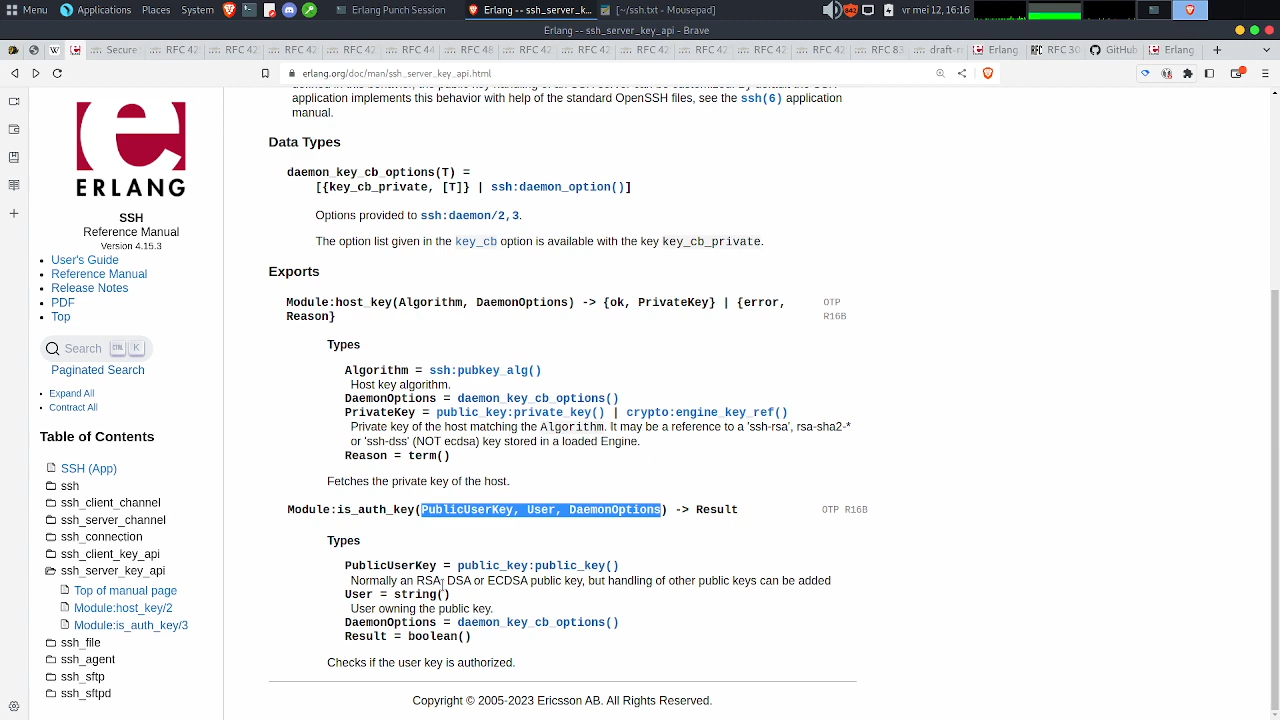 Menu Applications Places System Erlang Punch Session Erlang -- ssh_server_k... [~/ssh.txt - Mousepad] vr mei 12, 16:16
Erlang -- ssh_server_key_api - Brave
Secure RFC 42 RFC 42 RFC 42 RFC 42 RFC 44 RFC 48 RFC 42 RFC 42 RFC 42 RFC 42 RFC 42 RFC 83 draft-r Erlang RFC 30 GitHub Erlang
erlang.org/doc/man/ssh_server_key_api.html
application implements this behavior with help of the standard OpenSSH files, see the ssh(6) application
manual.
ERLANG
SSH
Reference Manual
Version 4.15.3
User's Guide
Reference Manual
Release Notes
PDF
Top
Search CTRL K
Paginated Search
Expand All
Contract All
Table of Contents
SSH (App)
ssh
ssh_client_channel
ssh_server_channel
ssh_connection
ssh_client_key_api
ssh_server_key_api
Top of manual page
Module:host_key/2
Module:is_auth_key/3
ssh_file
ssh_agent
ssh_sftp
ssh_sftpd
Data Types
daemon_key_cb_options(T) =
[{key_cb_private, [T]} | ssh:daemon_option()]
Options provided to ssh:daemon/2,3.
The option list given in the key_cb option is available with the key key_cb_private.
Exports
Module:host_key(Algorithm, DaemonOptions) -> {ok, PrivateKey} | {error, OTP
Reason} R16B
Types
Algorithm = ssh:pubkey_alg()
Host key algorithm.
DaemonOptions = daemon_key_cb_options()
PrivateKey = public_key:private_key() | crypto:engine_key_ref()
Private key of the host matching the Algorithm. It may be a reference to a 'ssh-rsa', rsa-sha2-*
or 'ssh-dss' (NOT ecdsa) key stored in a loaded Engine.
Reason = term()
Fetches the private key of the host.
Module:is_auth_key(PublicUserKey, User, DaemonOptions) -> Result OTP R16B
Types
PublicUserKey = public_key:public_key()
Normally an RSA, DSA or ECDSA public key, but handling of other public keys can be added
User = string()
User owning the public key.
DaemonOptions = daemon_key_cb_options()
Result = boolean()
Checks if the user key is authorized.
Copyright © 2005-2023 Ericsson AB. All Rights Reserved.